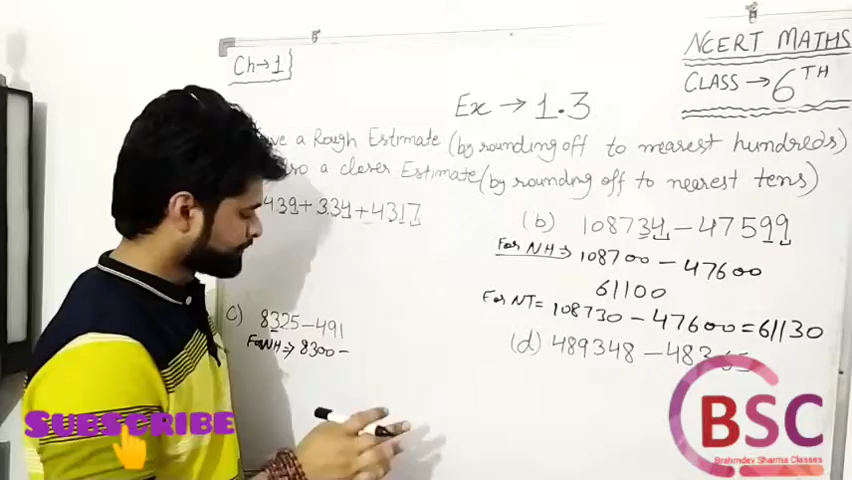 Ch→1}
NCERT MATHS
CLASS → 6TH
Ex → 1.3
a Rough Estimate (by rounding off to nearest hundreds)
a closer Estimate (by rounding off to nearest tens)
439 + 334 + 4317
(b) 108734 - 47599
For NH ⇒ 108700 - 47600
61100
For NT = 108730 - 47600 = 61130
c) 8325 - 491
For NH ⇒ 8300 -
(d) 489348 - 48
SUBSCRIBE
BSC
Brahmdev Sharma Classes